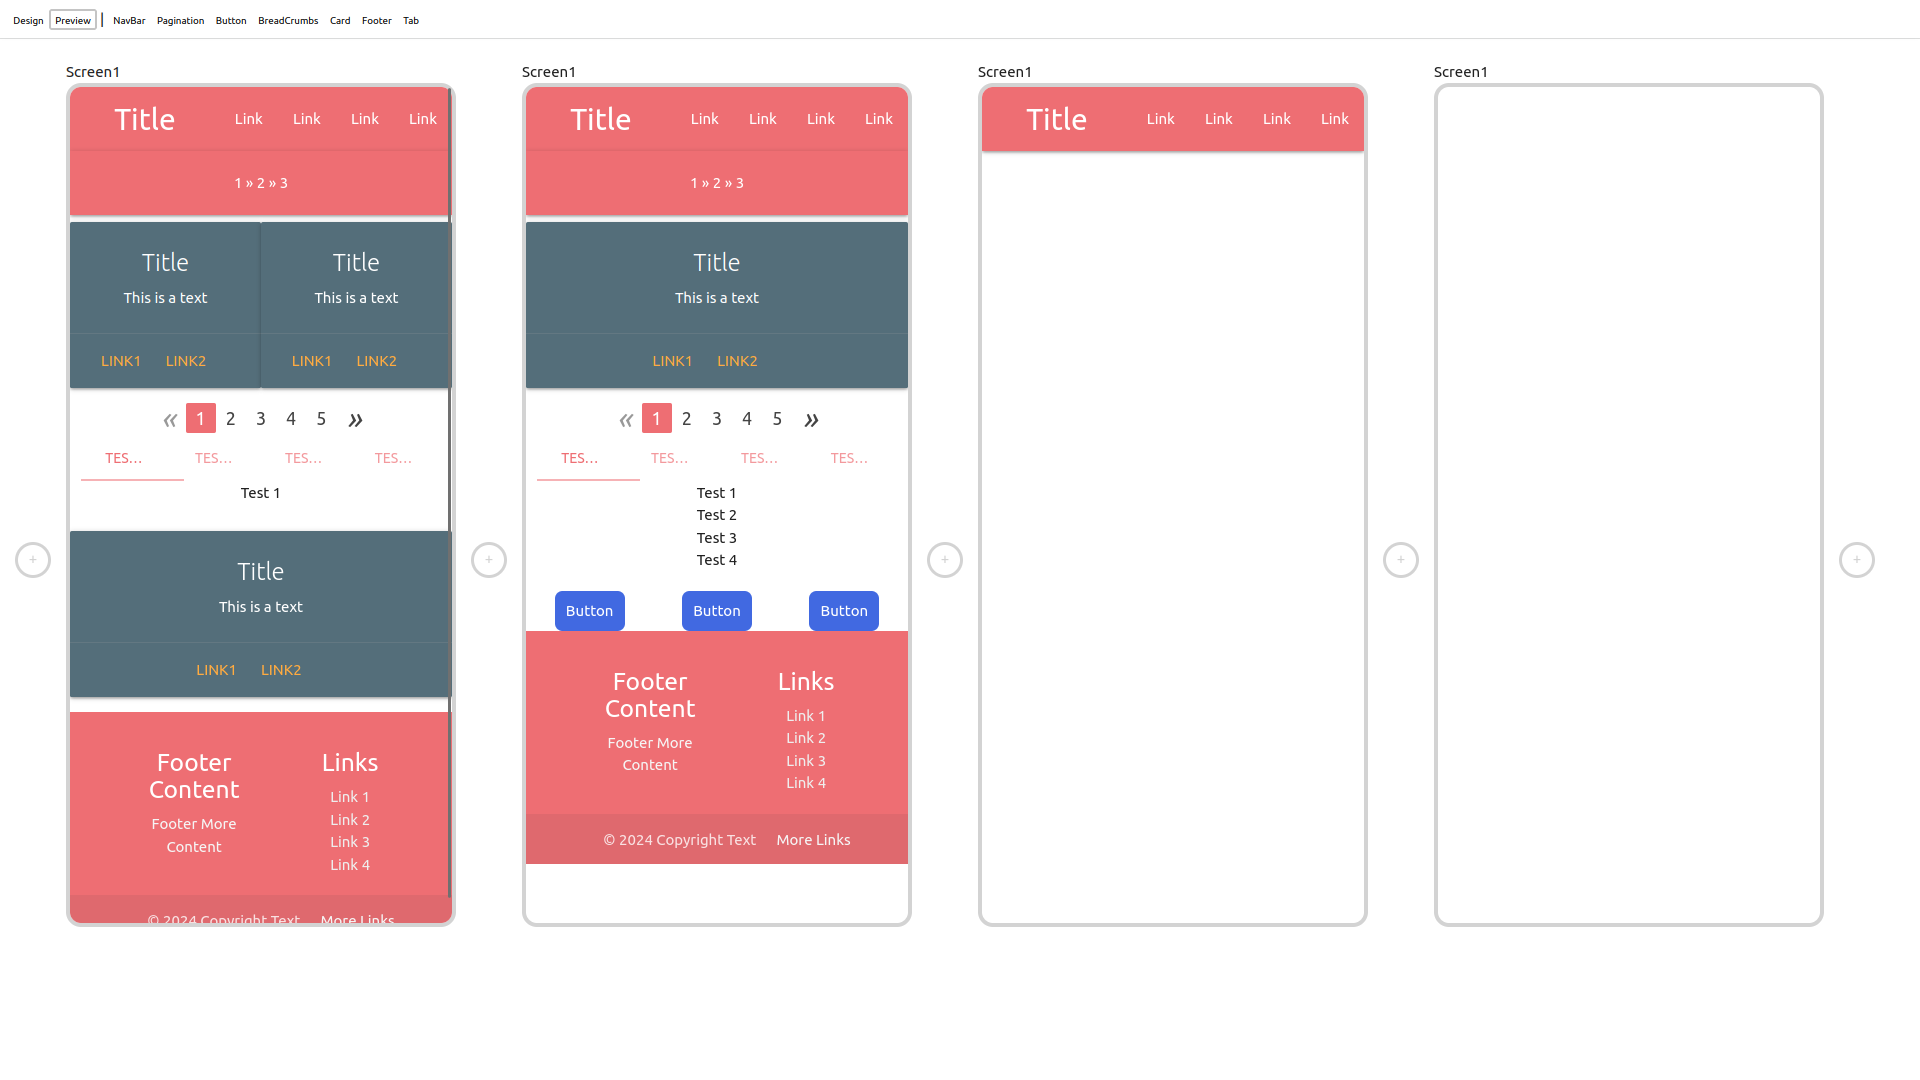 Design Preview | NavBar Pagination Button BreadCrumbs Card Footer Tab
Screen1
Title Link Link Link Link
1 » 2 » 3
Title Title
This is a text This is a text
LINK1 LINK2 LINK1 LINK2
« 1 2 3 4 5 »
TES... TES... TES... TES...
Test 1
Title
This is a text
LINK1 LINK2
Footer Content
Footer More
Content
Links
Link 1
Link 2
Link 3
Link 4
© 2024 Copyright Text More Links
+
Screen1
Title Link Link Link Link
1 » 2 » 3
Title
This is a text
LINK1 LINK2
« 1 2 3 4 5 »
TES... TES... TES... TES...
Test 1
Test 2
Test 3
Test 4
Button Button Button
Footer
Content
Footer More
Content
Links
Link 1
Link 2
Link 3
Link 4
© 2024 Copyright Text More Links
+
Screen1
Title Link Link Link Link
+
Screen1
+
+